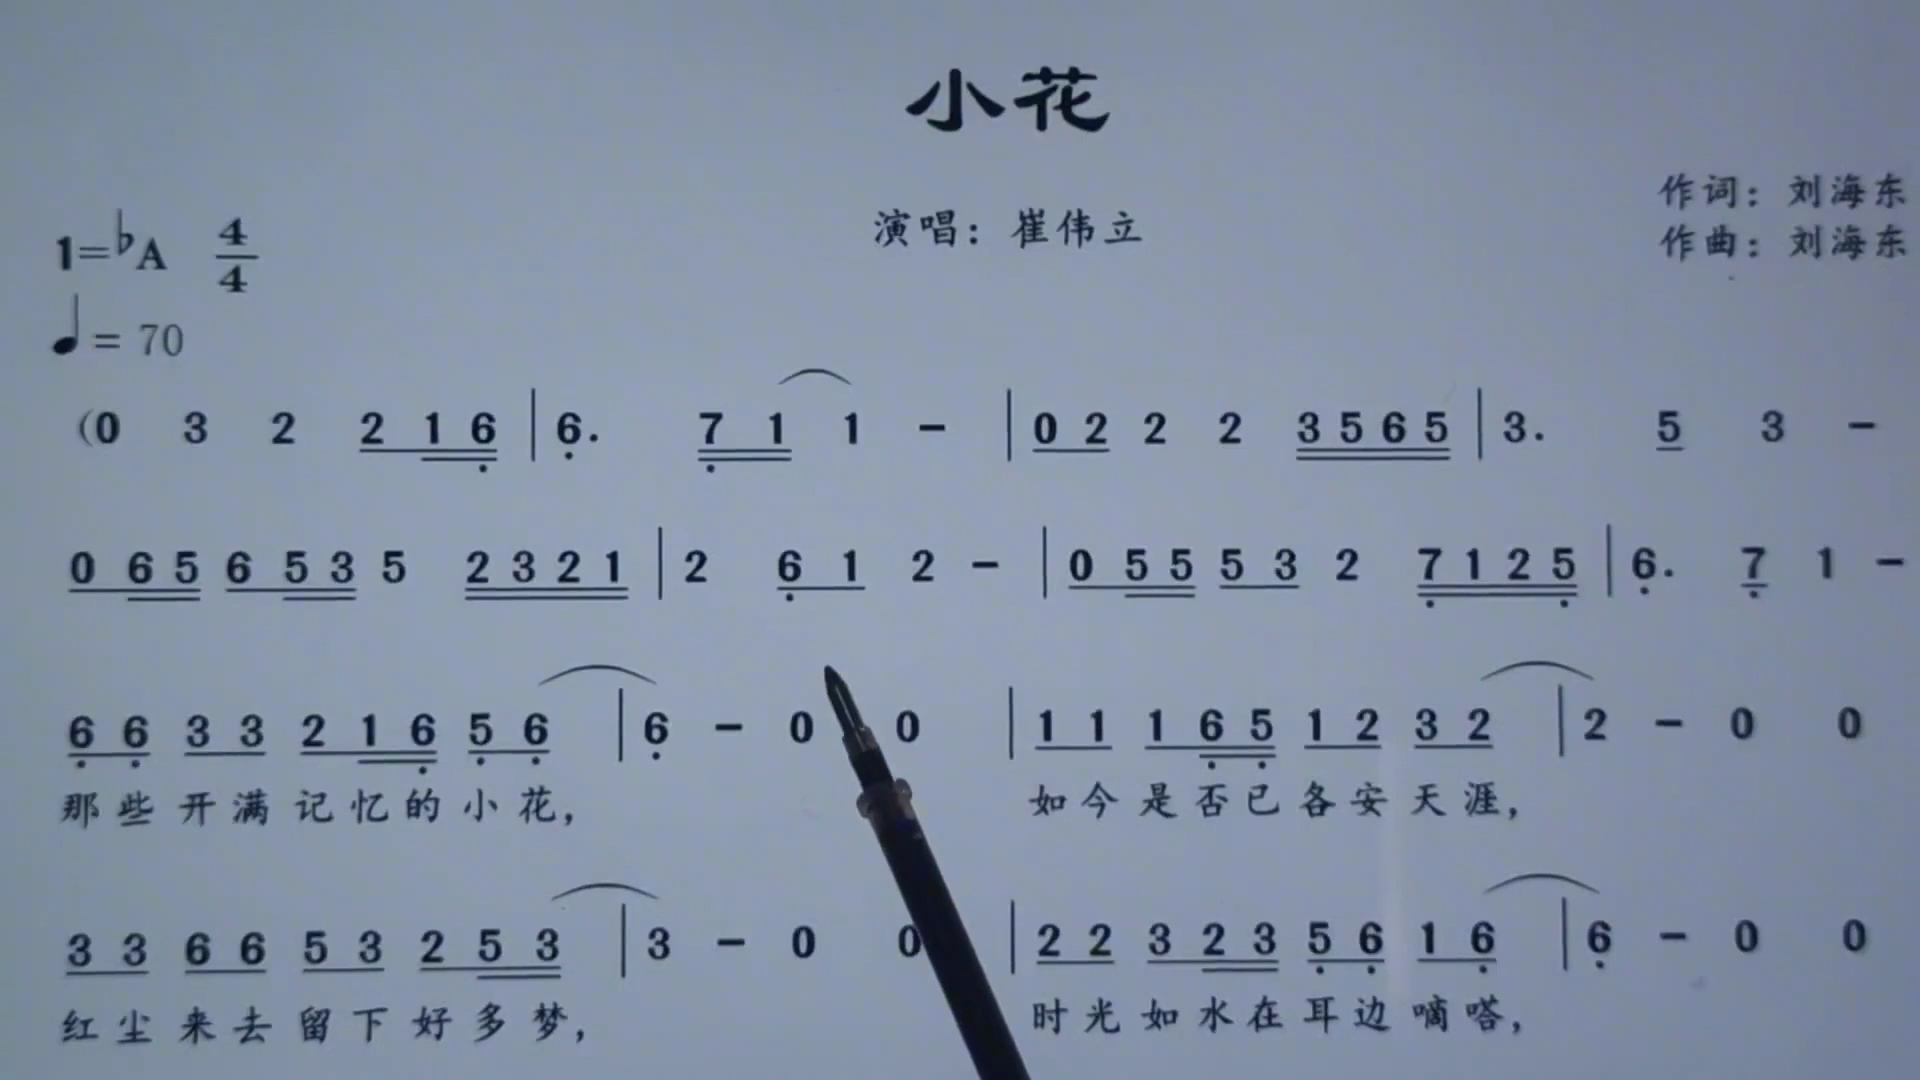 小花
演唱：崔伟立
作词：刘海东
作曲：刘海东
1=♭A 4/4
♩= 70
(0 3 2 2 1 6̣ | 6̣. 7̣ 1 1 - | 0 2 2 2 3 5 6 5 | 3. 5 3 -
0 6 5 6 5 3 5 2 3 2 1 | 2 6̣ 1 2 - | 0 5 5 5 3 2 7̣ 1 2 5̣ | 6̣. 7̣ 1 -
6̣ 6̣ 3 3 2 1 6̣ 5̣ 6̣ | 6̣ - 0 0 | 1 1 1 6̣ 5̣ 1 2 3 2 | 2 - 0 0
那些开满记忆的小花， 如今是否已各安天涯，
3 3 6 6 5 3 2 5 3 | 3 - 0 0 | 2 2 3 2 3 5̣ 6̣ 1 6̣ | 6̣ - 0 0
红尘来去留下好多梦， 时光如水在耳边嘀嗒，